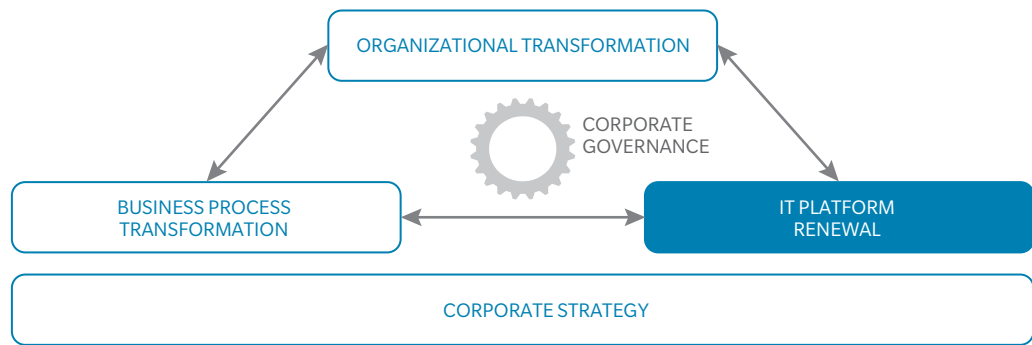 ORGANIZATIONAL TRANSFORMATION
CORPORATE
GOVERNANCE
BUSINESS PROCESS
TRANSFORMATION
IT PLATFORM
RENEWAL
CORPORATE STRATEGY